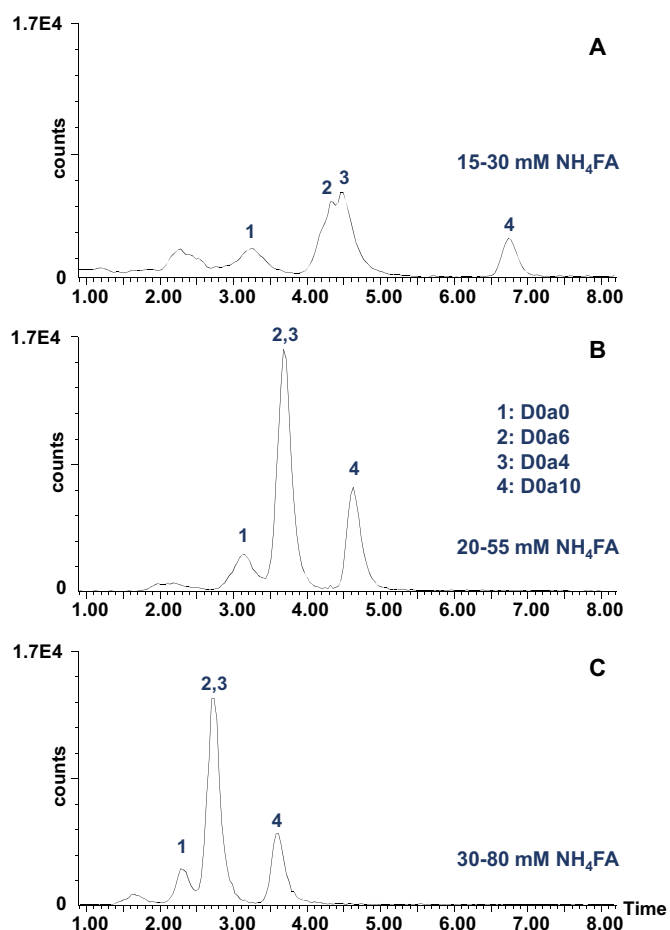 1.7E4
A
counts
15-30 mM NH₄FA
1
2
3
4
0
1.00 2.00 3.00 4.00 5.00 6.00 7.00 8.00
1.7E4
2,3
B
counts
1: D0a0
2: D0a6
3: D0a4
4: D0a10
4
1
20-55 mM NH₄FA
0
1.00 2.00 3.00 4.00 5.00 6.00 7.00 8.00
1.7E4
C
2,3
counts
1
4
30-80 mM NH₄FA
0
Time
1.00 2.00 3.00 4.00 5.00 6.00 7.00 8.00